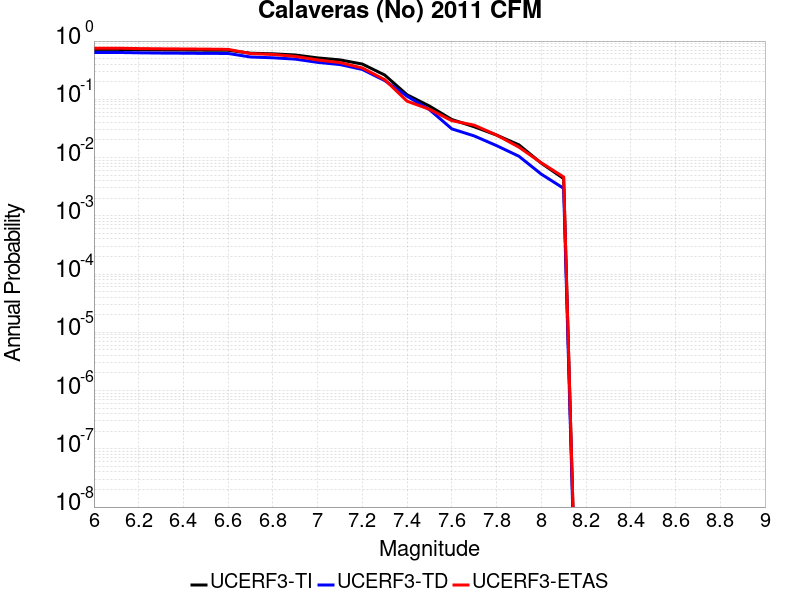 Calaveras (No) 2011 CFM
10^0
10^-1
10^-2
10^-3
10^-4
10^-5
10^-6
10^-7
10^-8
Annual Probability
6 6.2 6.4 6.6 6.8 7 7.2 7.4 7.6 7.8 8 8.2 8.4 8.6 8.8 9
Magnitude
UCERF3-TI UCERF3-TD UCERF3-ETAS